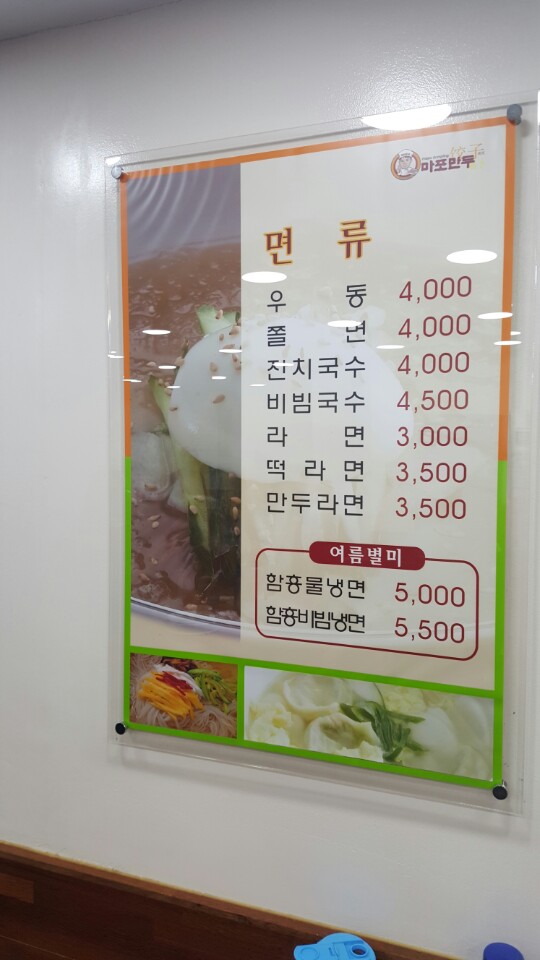 마포만두
면 류
우 동 4,000
쫄 면 4,000
잔치국수 4,000
비빔국수 4,500
라 면 3,000
떡 라 면 3,500
만두라면 3,500
여름별미
함흥물냉면 5,000
함흥비빔냉면 5,500